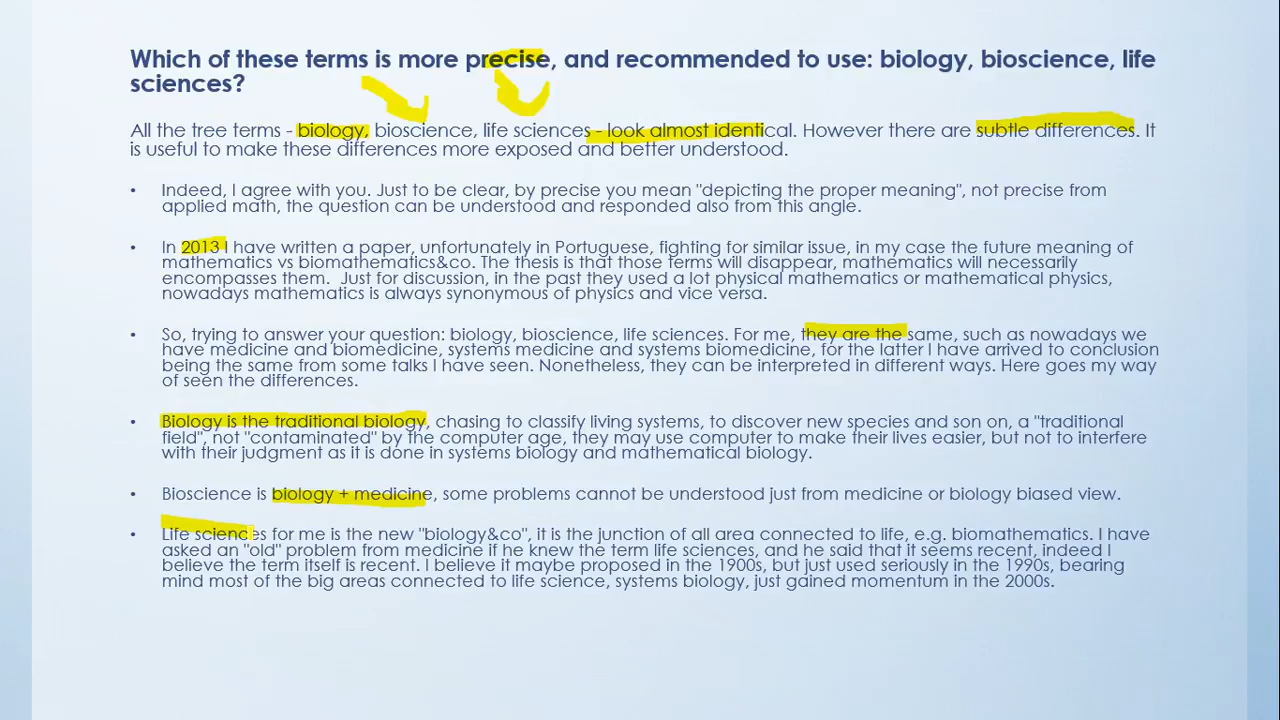 Which of these terms is more precise, and recommended to use: biology, bioscience, life
sciences?
All the tree terms - biology, bioscience, life sciences - look almost identical. However there are subtle differences. It
is useful to make these differences more exposed and better understood.
• Indeed, I agree with you. Just to be clear, by precise you mean "depicting the proper meaning", not precise from
applied math, the question can be understood and responded also from this angle.
• In 2013 I have written a paper, unfortunately in Portuguese, fighting for similar issue, in my case the future meaning of
mathematics vs biomathematics&co. The thesis is that those terms will disappear, mathematics will necessarily
encompasses them.  Just for discussion, in the past they used a lot physical mathematics or mathematical physics,
nowadays mathematics is always synonymous of physics and vice versa.
• So, trying to answer your question: biology, bioscience, life sciences. For me, they are the same, such as nowadays we
have medicine and biomedicine, systems medicine and systems biomedicine, for the latter I have arrived to conclusion
being the same from some talks I have seen. Nonetheless, they can be interpreted in different ways. Here goes my way
of seen the differences.
• Biology is the traditional biology, chasing to classify living systems, to discover new species and son on, a "traditional
field", not "contaminated" by the computer age, they may use computer to make their lives easier, but not to interfere
with their judgment as it is done in systems biology and mathematical biology.
• Bioscience is biology + medicine, some problems cannot be understood just from medicine or biology biased view.
• Life sciences for me is the new "biology&co", it is the junction of all area connected to life, e.g. biomathematics. I have
asked an "old" problem from medicine if he knew the term life sciences, and he said that it seems recent, indeed I
believe the term itself is recent. I believe it maybe proposed in the 1900s, but just used seriously in the 1990s, bearing
mind most of the big areas connected to life science, systems biology, just gained momentum in the 2000s.